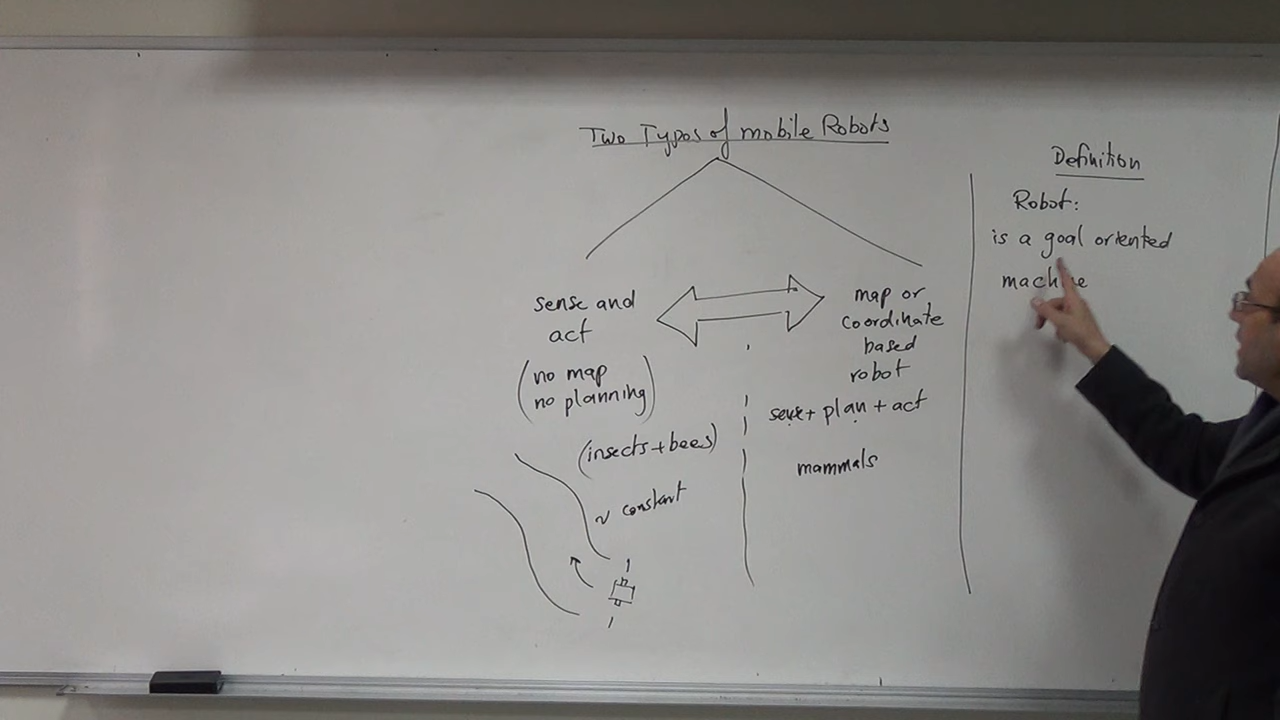 Two Types of mobile Robots
sense and
act
(no map
no planning)
(insects+bees)
v constant
map or
coordinate
based
robot
sense+ plan + act
mammals
Definition
Robot:
is a goal oriented
machine